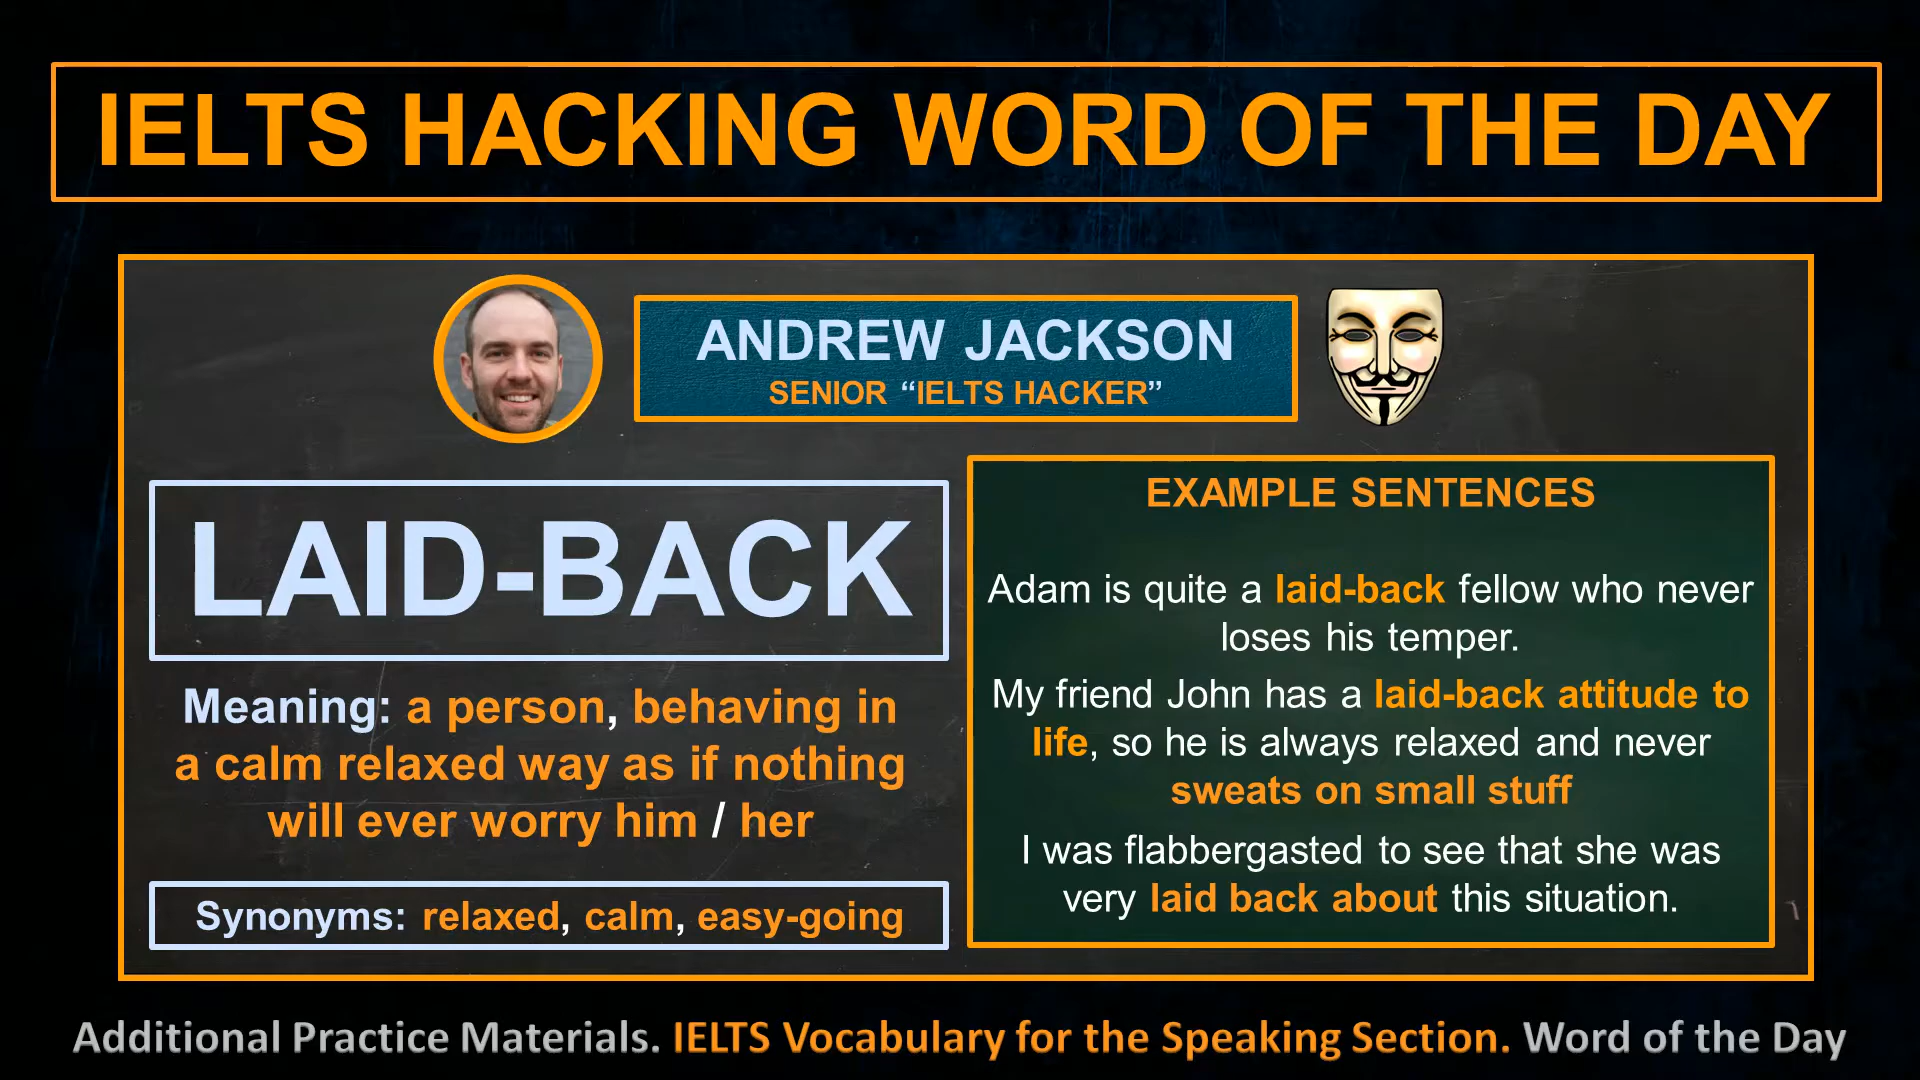 IELTS HACKING WORD OF THE DAY
ANDREW JACKSON
SENIOR “IELTS HACKER”
LAID-BACK
Meaning: a person, behaving in
a calm relaxed way as if nothing
will ever worry him / her
Synonyms: relaxed, calm, easy-going
EXAMPLE SENTENCES
Adam is quite a laid-back fellow who never
loses his temper.
My friend John has a laid-back attitude to
life, so he is always relaxed and never
sweats on small stuff
I was flabbergasted to see that she was
very laid back about this situation.
Additional Practice Materials. IELTS Vocabulary for the Speaking Section. Word of the Day